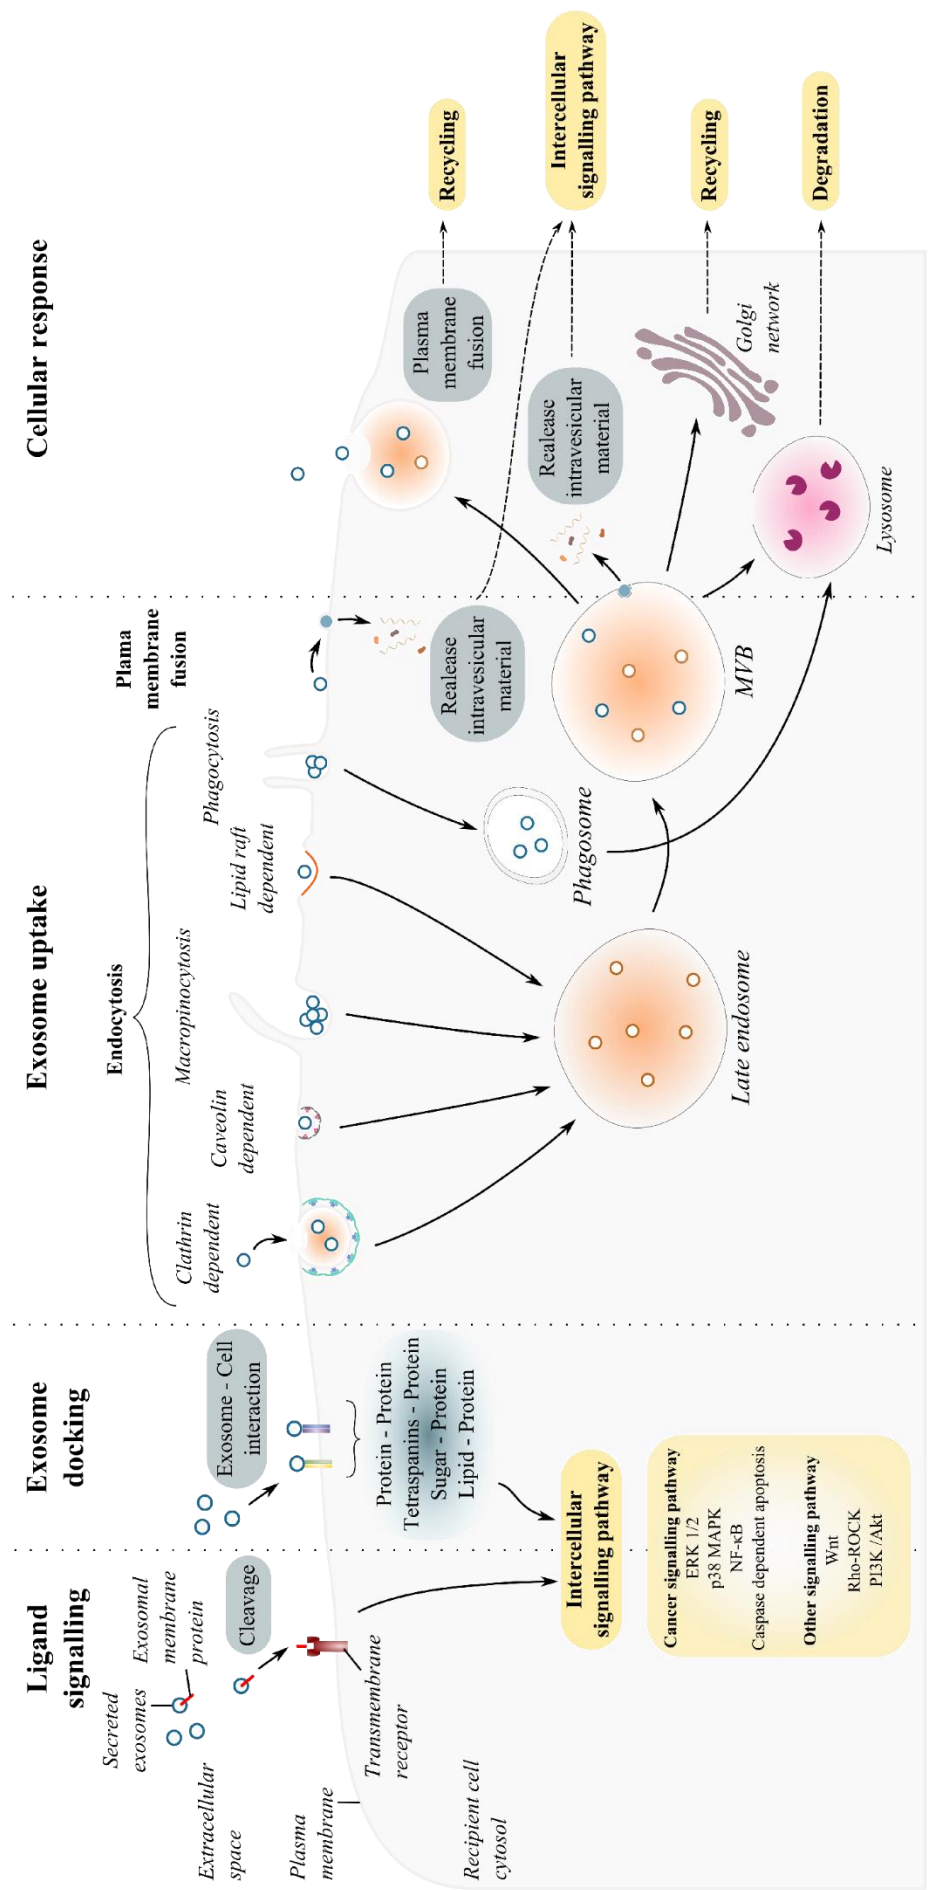 Ligand
signalling
Exosome
docking
Exosome uptake
Cellular response
Secreted
exosomes
Exosomal
membrane
protein
Extracellular
space
Plasma
membrane
Cleavage
Transmembrane
receptor
Recipient cell
cytosol
Exosome - Cell
interaction
Protein - Protein
Tetraspanins - Protein
Sugar - Protein
Lipid - Protein
Intercellular
signalling pathway
Cancer signalling pathway
ERK 1/2
p38 MAPK
NF-κB
Caspase dependent apoptosis
Other signalling pathway
Wnt
Rho-ROCK
PI3K /Akt
Endocytosis
Clathrin
dependent
Caveolin
dependent
Macropinocytosis
Lipid raft
dependent
Phagocytosis
Plama
membrane
fusion
Realease
intravesicular
material
Late endosome
Phagosome
MVB
Plasma
membrane
fusion
Realease
intravesicular
material
Golgi
network
Lysosome
Recycling
Intercellular
signalling pathway
Recycling
Degradation